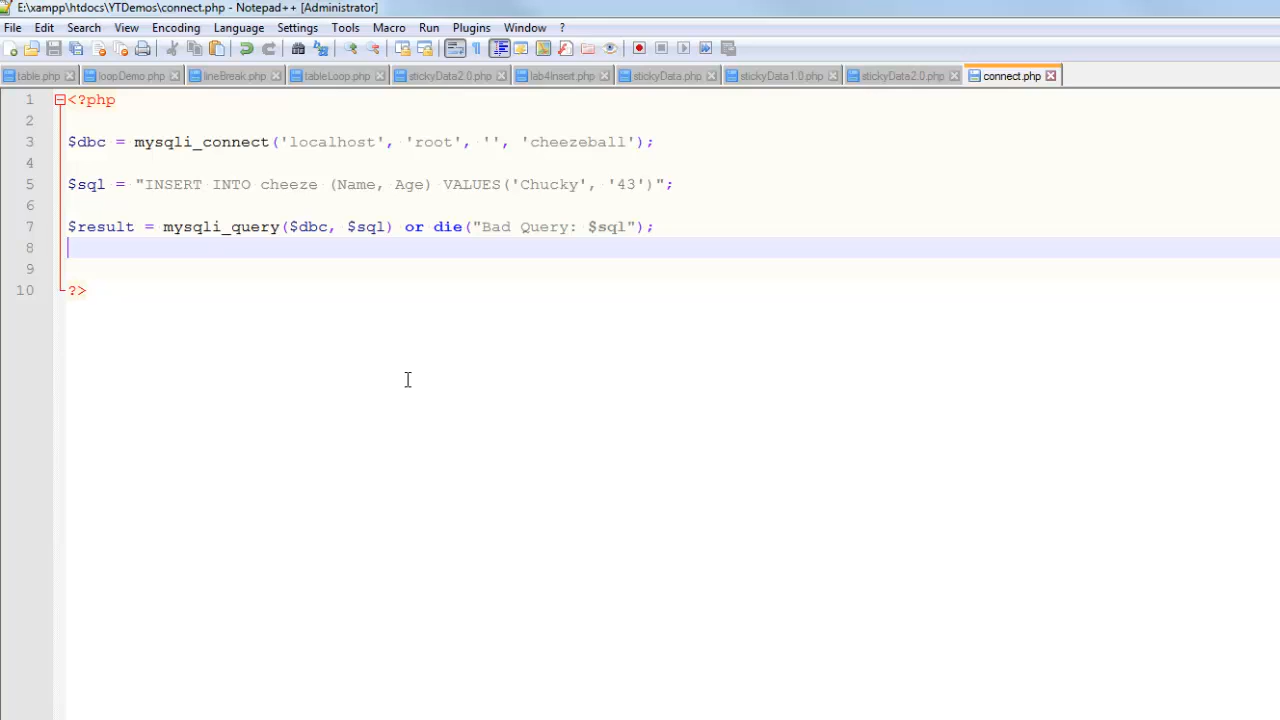 E:\xampp\htdocs\YTDemos\connect.php - Notepad++ [Administrator]
File Edit Search View Encoding Language Settings Tools Macro Run Plugins Window ?
table.php loopDemo.php lineBreak.php tableLoop.php stickyData2.0.php lab4Insert.php stickyData.php stickyData1.0.php stickyData2.0.php connect.php
1 <?php
2
3 $dbc = mysqli_connect('localhost', 'root', '', 'cheezeball');
4
5 $sql = "INSERT INTO cheeze (Name, Age) VALUES('Chucky', '43')";
6
7 $result = mysqli_query($dbc, $sql) or die("Bad Query: $sql");
8
9
10 ?>